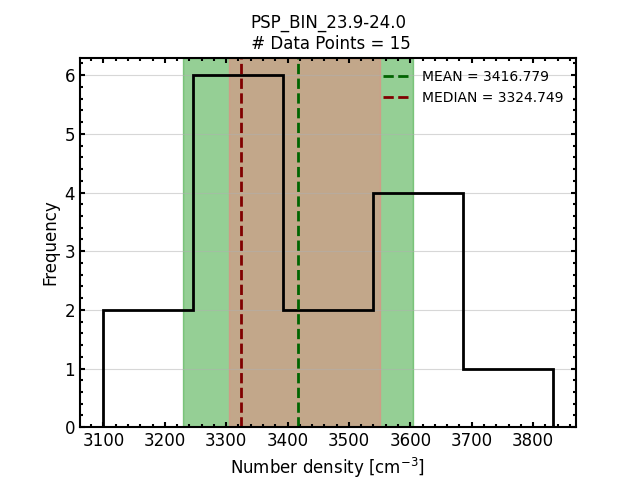 PSP_BIN_23.9-24.0
# Data Points = 15
MEAN = 3416.779
MEDIAN = 3324.749
Frequency
6
5
4
3
2
1
0
3100 3200 3300 3400 3500 3600 3700 3800
Number density [cm⁻³]